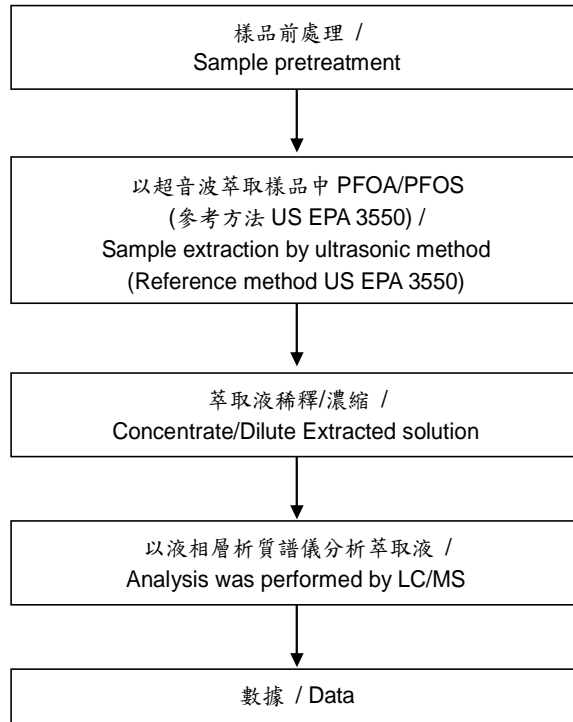 樣品前處理 /
Sample pretreatment
以超音波萃取樣品中 PFOA/PFOS
(參考方法 US EPA 3550) /
Sample extraction by ultrasonic method
(Reference method US EPA 3550)
萃取液稀釋/濃縮 /
Concentrate/Dilute Extracted solution
以液相層析質譜儀分析萃取液 /
Analysis was performed by LC/MS
數據 / Data